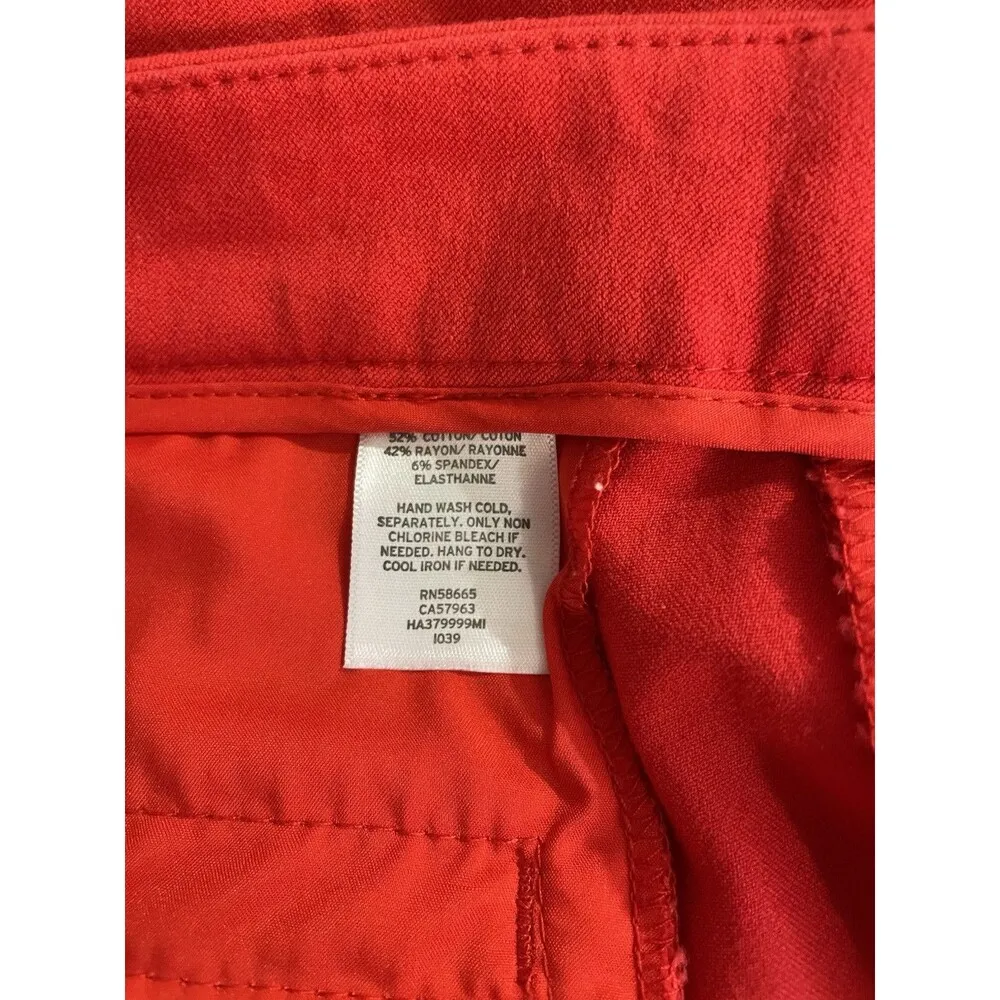 52% COTTON/ COTON
42% RAYON/ RAYONNE
6% SPANDEX/
ELASTHANNE
HAND WASH COLD,
SEPARATELY. ONLY NON
CHLORINE BLEACH IF
NEEDED. HANG TO DRY.
COOL IRON IF NEEDED.
RN58665
CA57963
HA379999MI
1039